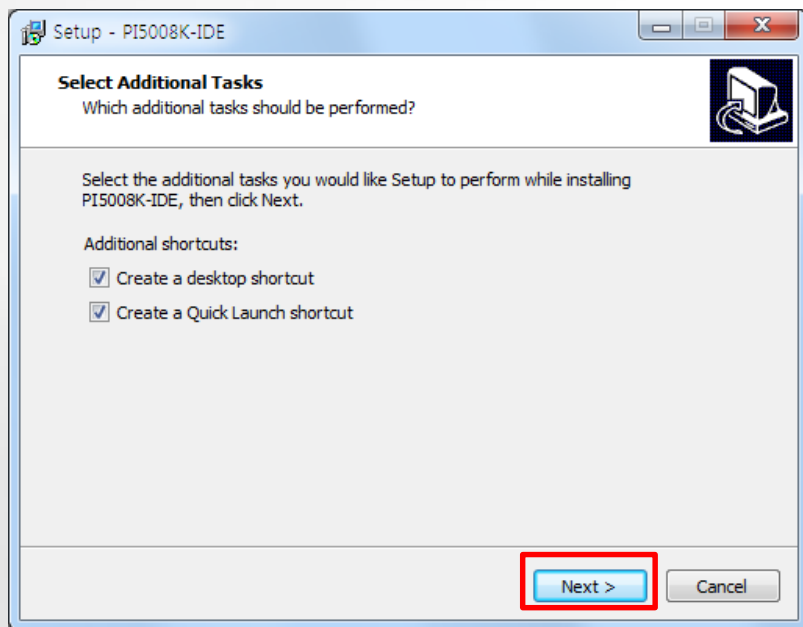 Setup - PI5008K-IDE
Select Additional Tasks
Which additional tasks should be performed?
Select the additional tasks you would like Setup to perform while installing
PI5008K-IDE, then click Next.
Additional shortcuts:
Create a desktop shortcut
Create a Quick Launch shortcut
Next >
Cancel